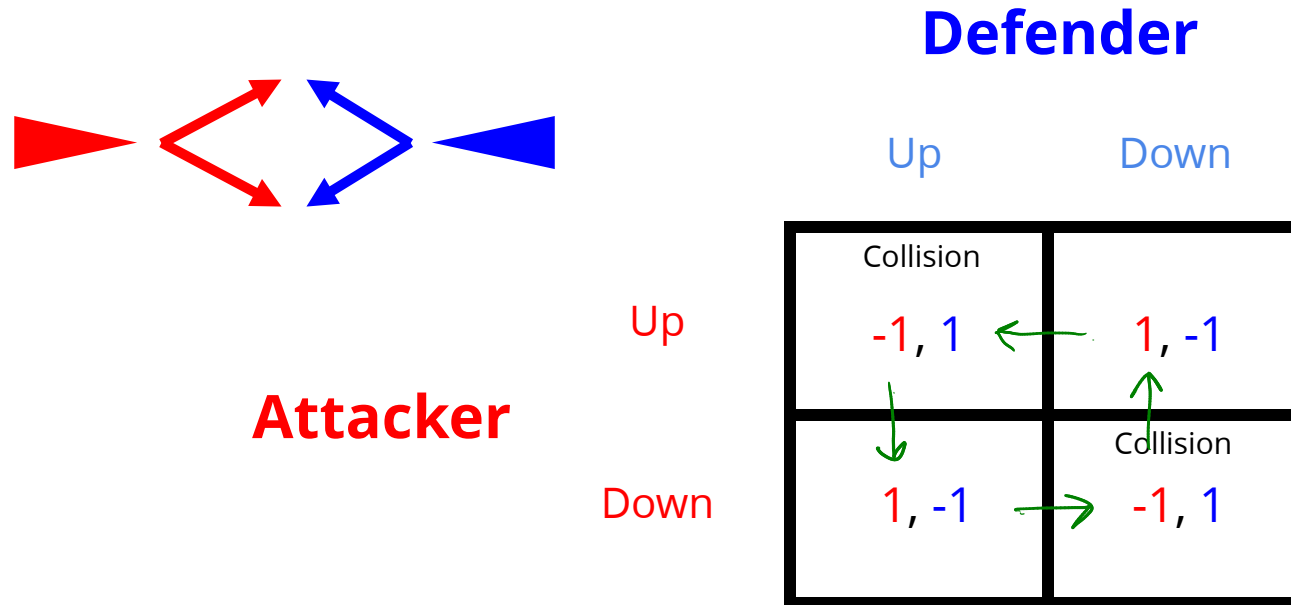 Defender
Up Down
Collision
Up -1, 1 1, -1
Attacker
Collision
Down 1, -1 -1, 1